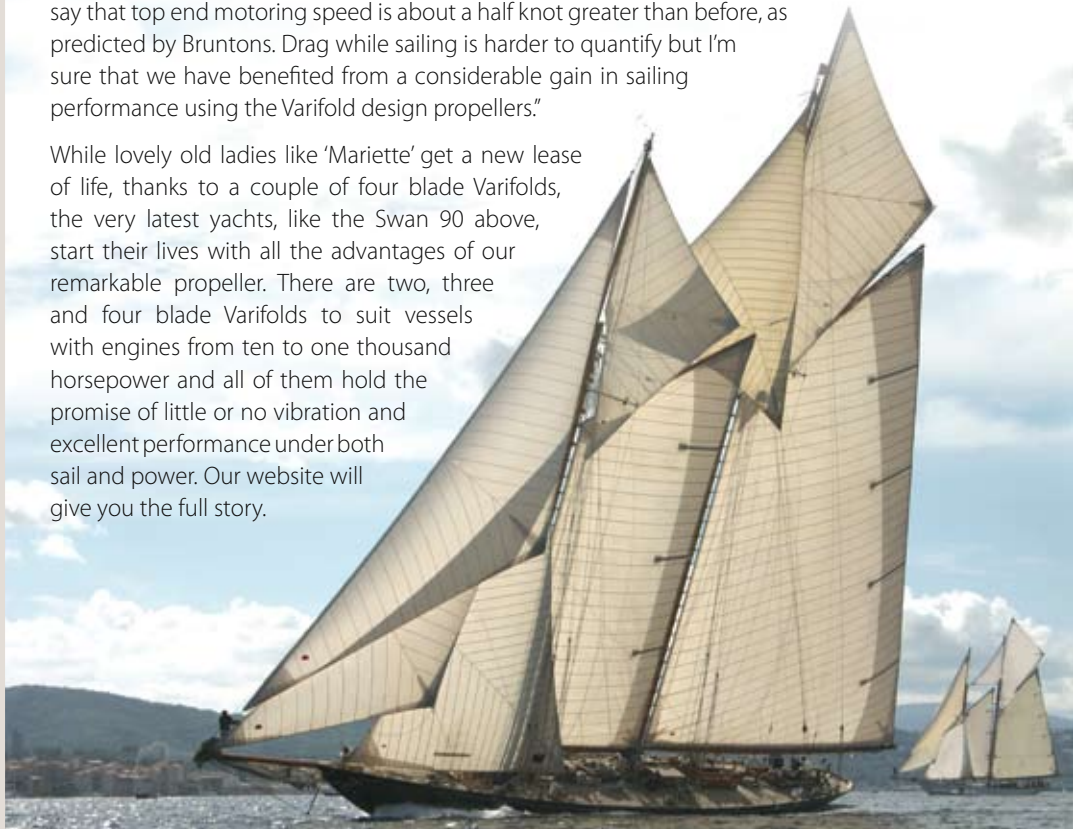 say that top end motoring speed is about a half knot greater than before, as
predicted by Bruntons. Drag while sailing is harder to quantify but I’m
sure that we have benefited from a considerable gain in sailing
performance using the Varifold design propellers.”
While lovely old ladies like ‘Mariette’ get a new lease
of life, thanks to a couple of four blade Varifolds,
the very latest yachts, like the Swan 90 above,
start their lives with all the advantages of our
remarkable propeller. There are two, three
and four blade Varifolds to suit vessels
with engines from ten to one thousand
horsepower and all of them hold the
promise of little or no vibration and
excellent performance under both
sail and power. Our website will
give you the full story.